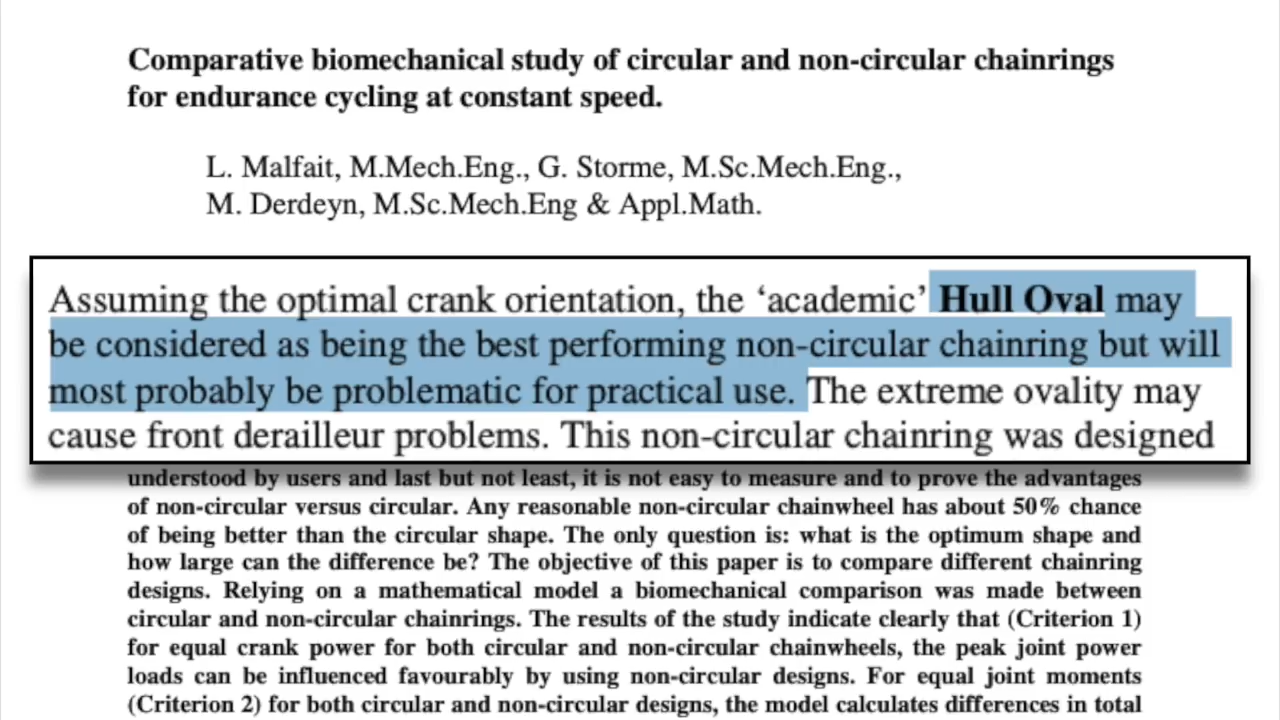 Comparative biomechanical study of circular and non-circular chainrings
for endurance cycling at constant speed.
L. Malfait, M.Mech.Eng., G. Storme, M.Sc.Mech.Eng.,
M. Derdeyn, M.Sc.Mech.Eng & Appl.Math.
Assuming the optimal crank orientation, the ‘academic’ Hull Oval may
be considered as being the best performing non-circular chainring but will
most probably be problematic for practical use. The extreme ovality may
cause front derailleur problems. This non-circular chainring was designed
understood by users and last but not least, it is not easy to measure and to prove the advantages
of non-circular versus circular. Any reasonable non-circular chainwheel has about 50% chance
of being better than the circular shape. The only question is: what is the optimum shape and
how large can the difference be? The objective of this paper is to compare different chainring
designs. Relying on a mathematical model a biomechanical comparison was made between
circular and non-circular chainrings. The results of the study indicate clearly that (Criterion 1)
for equal crank power for both circular and non-circular chainwheels, the peak joint power
loads can be influenced favourably by using non-circular designs. For equal joint moments
(Criterion 2) for both circular and non-circular designs, the model calculates differences in total